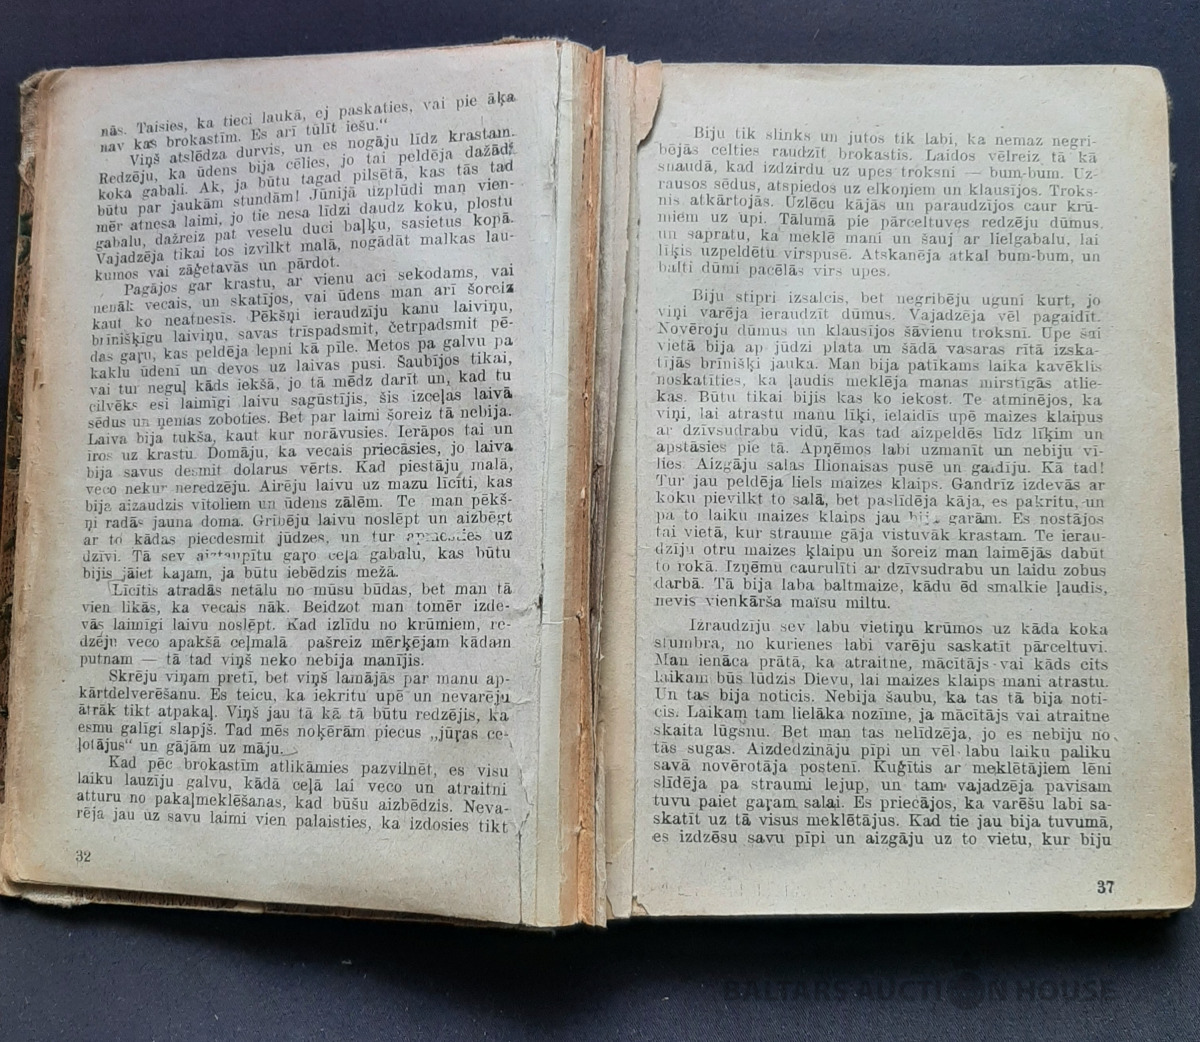 nās. Taisies, ka tieci laukā, ej paskaties, vai pie āķa
nav kas brokastīm. Es arī tūlīt iešu.“
Viņš atslēdza durvis, un es nogāju līdz krastam.
Redzēju, ka ūdens bija cēlies, jo tai peldēja dažādi
koka gabali. Ak, ja būtu tagad pilsētā, kas tās tad
būtu par jaukām stundām! Jūnijā uzplūdi man vien-
mēr atnesa laimi, jo tie nesa līdzi daudz koku, plostu
gabalu, dažreiz pat veselu duci baļķu, sasietus kopā.
Vajadzēja tikai tos izvilkt malā, nogādāt malkas lau-
kumos vai zāģetavās un pārdot.
Pagājos gar krastu, ar vienu aci sekodams, vai
nenāk vecais, un skatījos, vai ūdens man arī šoreiz
kaut ko neatnesīs. Pēkšņi ieraudzīju kanu laiviņu,
brīnišķīgu laiviņu, savas trīspadsmit, četrpadsmit pē-
das gaŗu, kas peldēja lepni kā pīle. Metos pa galvu pa
kaklu ūdenī un devos uz laivas pusi. Šaubījos tikai,
vai tur neguļ kāds iekšā, jo tā mēdz darīt un, kad tu
cilvēks esi laimīgi laivu sagūstījis, šis izceļas laivā
sēdus un ņemas zoboties. Bet par laimi šoreiz tā nebija.
Laiva bija tukša, kaut kur norāvusies. Ierāpos tai un
īros uz krastu. Domāju, ka vecais priecāsies, jo laiva
bija savus desmit dolarus vērts. Kad piestāju malā,
veco nekur neredzēju. Airēju laivu uz mazu līcīti, kas
bija aizaudzis vītoliem un ūdens zālēm. Te man pēkš-
ņi radās jauna doma. Gribēju laivu noslēpt un aizbēgt
ar to kādas piecdesmit jūdzes, un tur apmesties uz
dzīvi. Tā sev aiztaupītu gaŗo ceļa gabalu, kas būtu
bijis jāiet kājām, ja būtu iebēdzis mežā.
Līcītis atradās netālu no mūsu būdas, bet man tā
vien likās, ka vecais nāk. Beidzot man tomēr izde-
vās laimīgi laivu noslēpt. Kad izlīdu no krūmiem, re-
dzēju veco apakšā ceļmalā pašreiz mērķējam kādam
putnam — tā tad viņš neko nebija manījis.
Skrēju viņam pretī, bet viņš lamājās par manu ap-
kārtdelverēšanu. Es teicu, ka iekritu upē un nevarēju
ātrāk tikt atpakaļ. Viņš jau tā kā tā būtu redzējis, ka
esmu galīgi slapjš. Tad mēs noķērām piecus „jūŗas ce-
ļotājus“ un gājām uz māju.
Kad pēc brokastīm atlikāmies pazvilnēt, es visu
laiku lauzīju galvu, kādā ceļā lai veco un atraitni
atturu no pakaļmeklēšanas, kad būšu aizbēdzis. Neva-
rēja jau uz savu laimi vien palaisties, ka izdosies tikt
32
Biju tik slinks un jutos tik labi, ka nemaz negri-
bējās celties raudzīt brokastis. Laidos vēlreiz tā kā
snaudā, kad izdzirdu uz upes troksni — bum-bum. Uz-
rausos sēdus, atspiedos uz elkoņiem un klausījos. Troks-
nis atkārtojās. Uzlēcu kājās un paraudzījos caur krū-
miem uz upi. Tālumā pie pārceltuves redzēju dūmus,
un sapratu, ka meklē mani un šauj ar lielgabalu, lai
līķis uzpeldētu virspusē. Atskanēja atkal bum-bum, un
balti dūmi pacēlās virs upes.
Biju stipri izsalcis, bet negribēju uguni kurt, jo
viņi varēja ieraudzīt dūmus. Vajadzēja vēl pagaidīt.
Novēroju dūmus un klausījos šāvienu troksnī. Upe šai
vietā bija ap jūdzi plata un šādā vasaras rītā izska-
tījās brīnišķi jauka. Man bija patīkams laika kavēklis
noskatīties, ka ļaudis meklēja manas mirstīgās atlie-
kas. Būtu tikai bijis kas ko iekost. Te atminējos, ka
viņi, lai atrastu manu līķi, ielaidīs upē maizes klaipus
ar dzīvsudrabu vidū, kas tad aizpeldēs līdz līķim un
apstāsies pie tā. Apņēmos labi uzmanīt un nebiju vī-
lies. Aizgāju salas Ilionaisas pusē un gaidīju. Kā tad!
Tur jau peldēja liels maizes klaips. Gandrīz izdevās ar
koku pievilkt to salā, bet paslīdēja kāja, es pakritu, un
pa to laiku maizes klaips jau bija garām. Es nostājos
tai vietā, kur straume gāja vistuvāk krastam. Te ierau-
dzīju otru maizes ķlaipu un šoreiz man laimējās dabūt
to rokā. Izņēmu caurulīti ar dzīvsudrabu un laidu zobus
darbā. Tā bija laba baltmaize, kādu ēd smalkie ļaudis,
nevis vienkārša maisu miltu.
Izraudzīju sev labu vietiņu krūmos uz kāda koka
stumbra, no kurienes labi varēju saskatīt pārceltuvi.
Man ienāca prātā, ka atraitne, mācītājs vai kāds cits
laikam būs lūdzis Dievu, lai maizes klaips mani atrastu.
Un tas bija noticis. Nebija šaubu, ka tas tā bija noti-
cis. Laikam tam lielāka nozīme, ja mācītājs vai atraitne
skaita lūgsnu. Bet man tas nelīdzēja, jo es nebiju no
tās sugas. Aizdedzināju pīpi un vēl labu laiku paliku
savā novērotāja postenī. Kuģītis ar meklētājiem lēni
slīdēja pa straumi lejup, un tam vajadzēja pavisam
tuvu paiet gaŗam salai. Es priecājos, ka varēšu labi sa-
skatīt uz tā visus meklētājus. Kad tie jau bija tuvumā,
es izdzēsu savu pīpi un aizgāju uz to vietu, kur biju
37
BALTARS AUCTION HOUSE